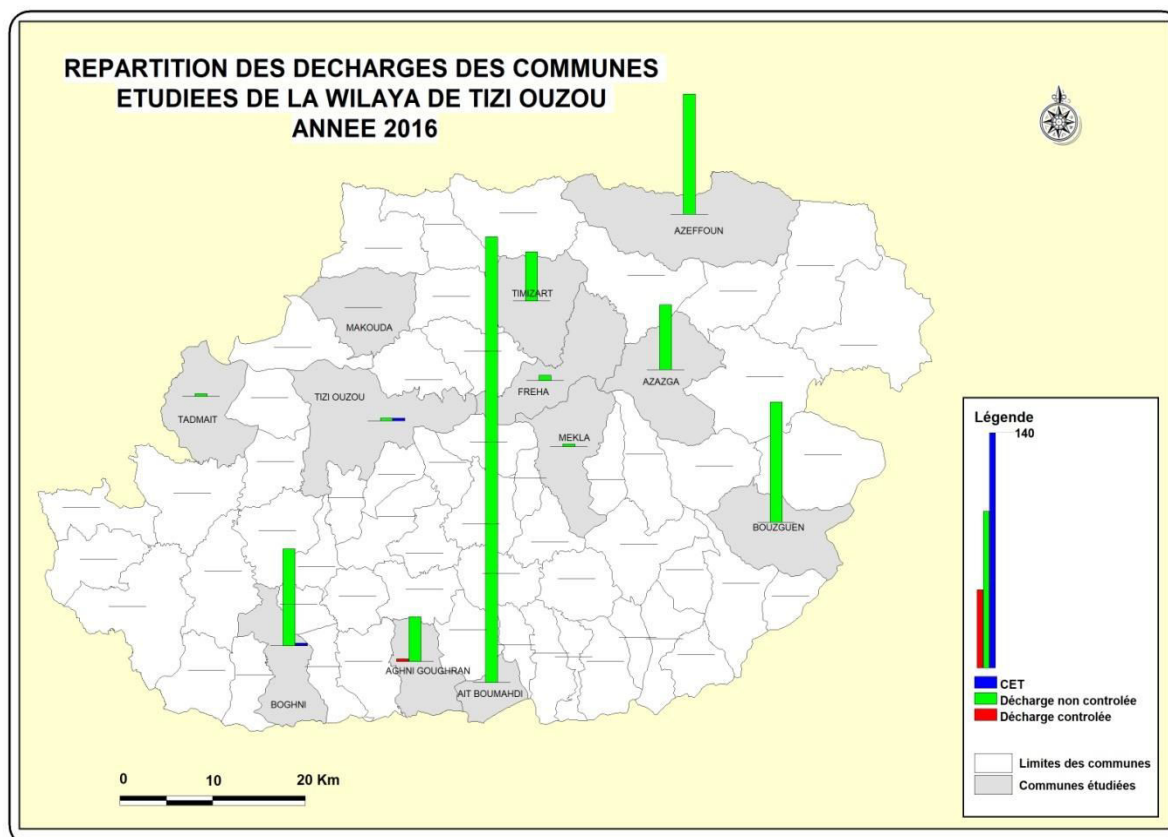 REPARTITION DES DECHARGES DES COMMUNES
ETUDIEES DE LA WILAYA DE TIZI OUZOU
ANNEE 2016
AZEFFOUN
TIMIZART
MAKOUDA
AZAZGA
FREHA
TIZI OUZOU
TADMAIT
MEKLA
BOUZGUEN
AGHNI GOUGHRAN
AIT BOUMAHDI
BOGHNI
0 10 20 Km
Légende
140
CET
Décharge non controlée
Décharge controlée
Limites des communes
Communes étudiées